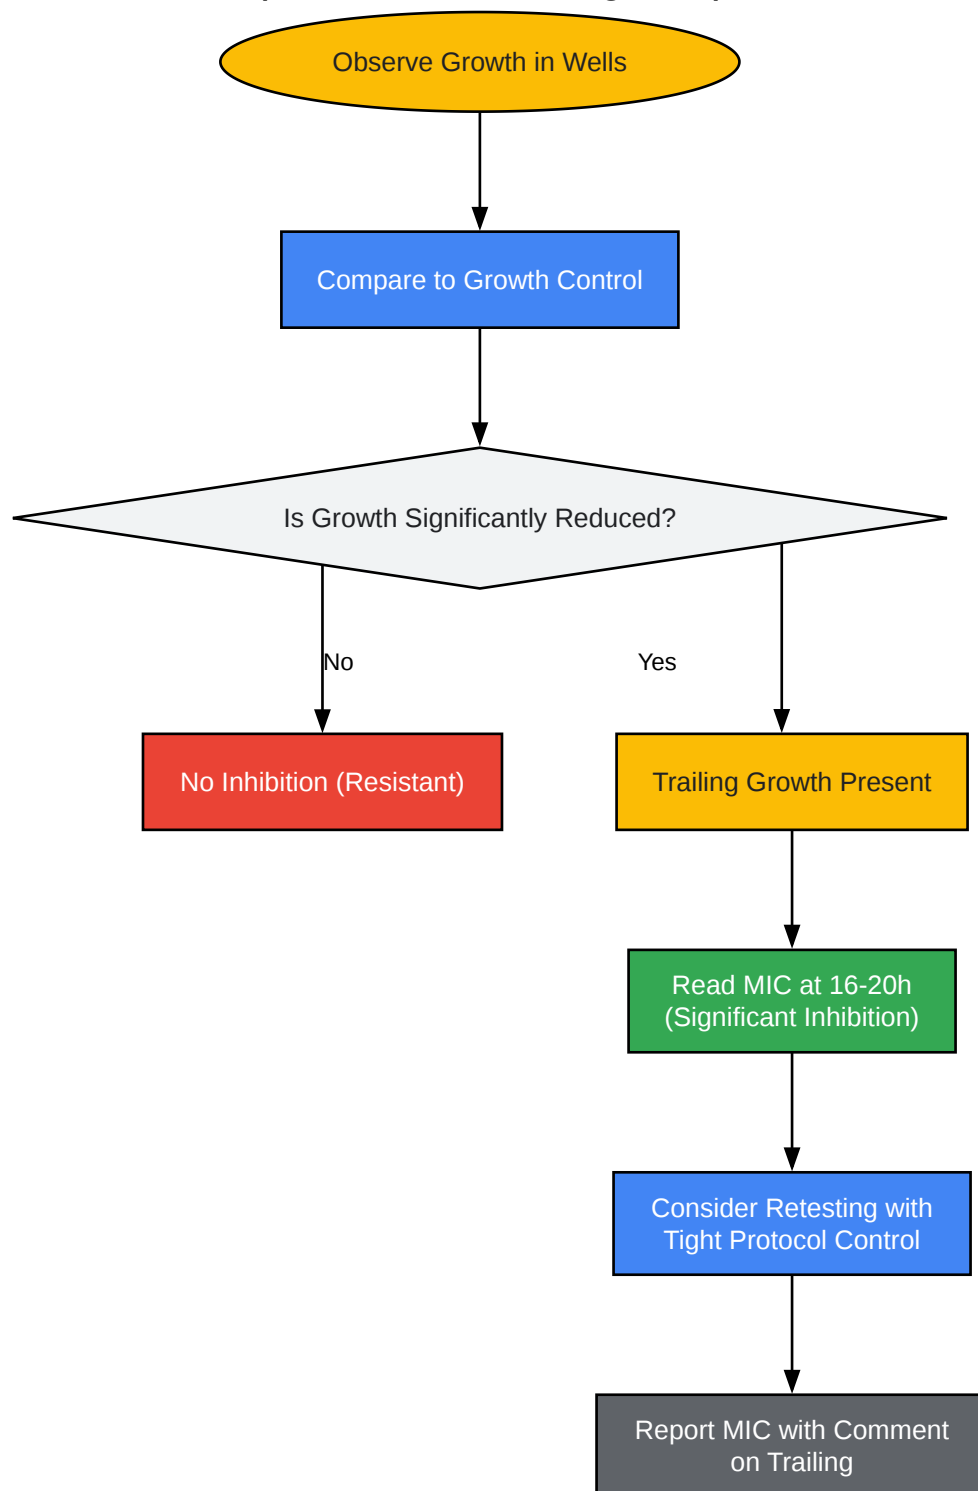 Observe Growth in Wells
Compare to Growth Control
Is Growth Significantly Reduced?
No
Yes
No Inhibition (Resistant)
Trailing Growth Present
Read MIC at 16-20h
(Significant Inhibition)
Consider Retesting with
Tight Protocol Control
Report MIC with Comment
on Trailing